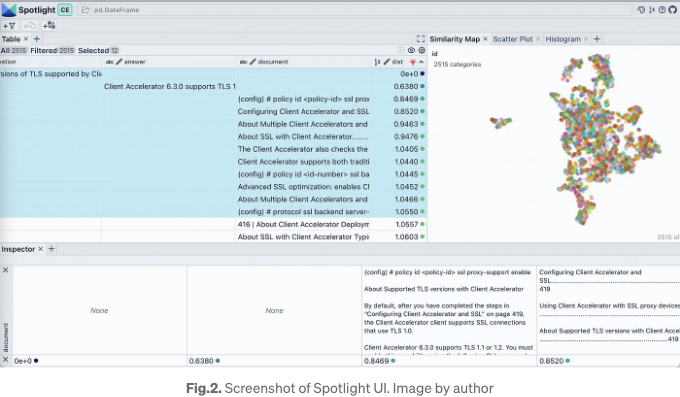 Spotlight CE pd.DataFrame
Table
Similarity Map Scatter Plot Histogram
All 2515 Filtered 2515 Selected 12
id
2515 categories
stion abc answer abc document dist
rsions of TLS supported by Clie 0e+0
Client Accelerator 6.3.0 supports TLS 1 0.6380
(config) # policy id <policy-id> ssl prox 0.8469
Configuring Client Accelerator and SSL 0.8520
About Multiple Client Accelerators and 0.9463
About SSL with Client Accelerator........ 0.9476
The Client Accelerator also checks the 1.0405
Client Accelerator supports both traditi 1.0440
(config) # policy id <id-number> ssl ba 1.0445
Advanced SSL optimization: enables Cl 1.0452
About Multiple Client Accelerators and 1.0466
(config) # protocol ssl backend server- 1.0550
416 | About Client Accelerator Deploym 1.0557
About SSL with Client Accelerator Typi 1.0603
2515 of
Inspector
document
None
None
(config) # policy id <policy-id> ssl proxy-support enable
About Supported TLS versions with Client Accelerator
By default, after you have completed the steps in
"Configuring Client Accelerator and SSL" on page 419,
the Client Accelerator client supports SSL connections
that use TLS 1.0.
Client Accelerator 6.3.0 supports TLS 1.1 or 1.2. You must
Configuring Client Accelerator and
SSL
419
Using Client Accelerator with SSL proxy devices
About Supported TLS versions with Client Accel
419
0e+0
0.6380
0.8469
0.8520
Fig.2. Screenshot of Spotlight UI. Image by author